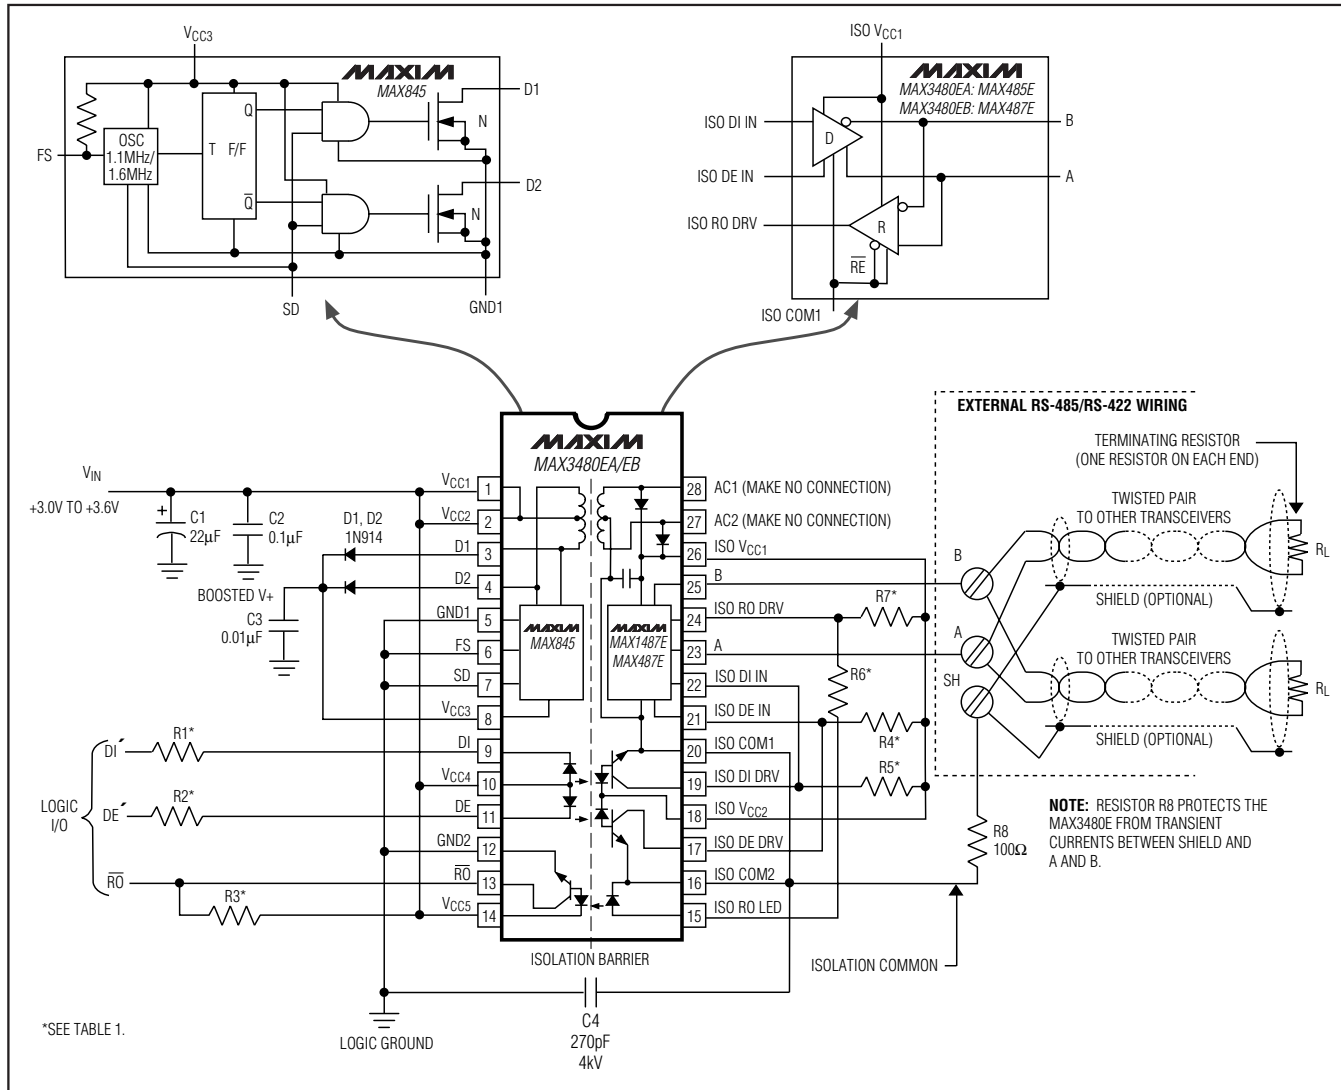 VCC3
MAXIM
MAX845
D1
Q
N
OSC
1.1MHz/
1.6MHz
T F/F
FS
D2
Q̅
N
SD
GND1
ISO VCC1
MAXIM
MAX3480EA: MAX485E
MAX3480EB: MAX487E
ISO DI IN
B
D
ISO DE IN
A
ISO RO DRV
R
R̅E̅
ISO COM1
EXTERNAL RS-485/RS-422 WIRING
TERMINATING RESISTOR
(ONE RESISTOR ON EACH END)
MAXIM
MAX3480EA/EB
VIN
+3.0V TO +3.6V
C1
22µF
C2
0.1µF
D1, D2
1N914
BOOSTED V+
C3
0.01µF
VCC1
1
VCC2
2
D1
3
D2
4
GND1
5
FS
6
SD
7
VCC3
8
DI
9
VCC4
10
DE
11
GND2
12
R̅O̅
13
VCC5
14
MAXIM
MAX845
MAXIM
MAX1487E
MAX487E
28
AC1 (MAKE NO CONNECTION)
27
AC2 (MAKE NO CONNECTION)
26
ISO VCC1
25
B
24
ISO RO DRV
23
A
22
ISO DI IN
21
ISO DE IN
20
ISO COM1
19
ISO DI DRV
18
ISO VCC2
17
ISO DE DRV
16
ISO COM2
15
ISO RO LED
R7*
R6*
R4*
R5*
B
A
SH
TWISTED PAIR
TO OTHER TRANSCEIVERS
RL
SHIELD (OPTIONAL)
TWISTED PAIR
TO OTHER TRANSCEIVERS
RL
SHIELD (OPTIONAL)
LOGIC
I/O
DI´
R1*
DE´
R2*
R̅O̅
R3*
R8
100Ω
NOTE: RESISTOR R8 PROTECTS THE
MAX3480E FROM TRANSIENT
CURRENTS BETWEEN SHIELD AND
A AND B.
ISOLATION BARRIER
ISOLATION COMMON
C4
270pF
4kV
LOGIC GROUND
*SEE TABLE 1.